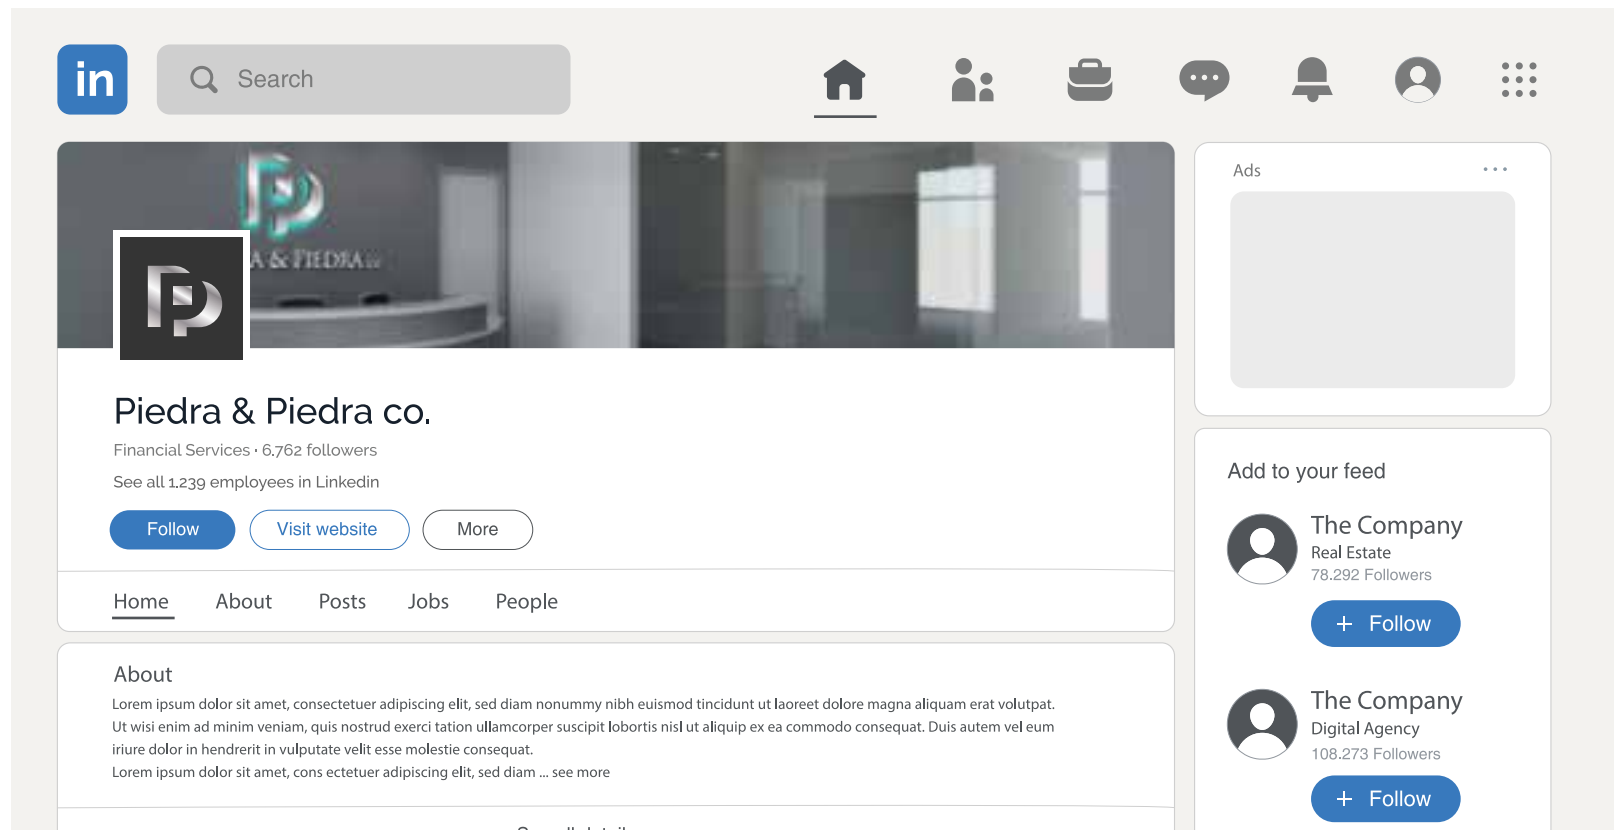 in
Search
A & PIEDRA
Piedra & Piedra co.
Financial Services · 6.762 followers
See all 1.239 employees in Linkedin
Follow
Visit website
More
Home
About
Posts
Jobs
People
About
Lorem ipsum dolor sit amet, consectetuer adipiscing elit, sed diam nonummy nibh euismod tincidunt ut laoreet dolore magna aliquam erat volutpat.
Ut wisi enim ad minim veniam, quis nostrud exerci tation ullamcorper suscipit lobortis nisl ut aliquip ex ea commodo consequat. Duis autem vel eum
iriure dolor in hendrerit in vulputate velit esse molestie consequat.
Lorem ipsum dolor sit amet, cons ectetuer adipiscing elit, sed diam ... see more
Ads
Add to your feed
The Company
Real Estate
78.292 Followers
+ Follow
The Company
Digital Agency
108.273 Followers
+ Follow